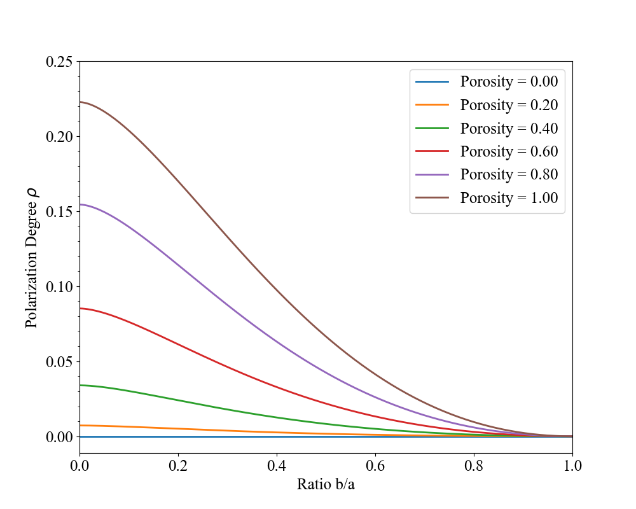 0.25
0.20
0.15
0.10
0.05
0.00
Polarization Degree ρ
Porosity = 0.00
Porosity = 0.20
Porosity = 0.40
Porosity = 0.60
Porosity = 0.80
Porosity = 1.00
0.0 0.2 0.4 0.6 0.8 1.0
Ratio b/a